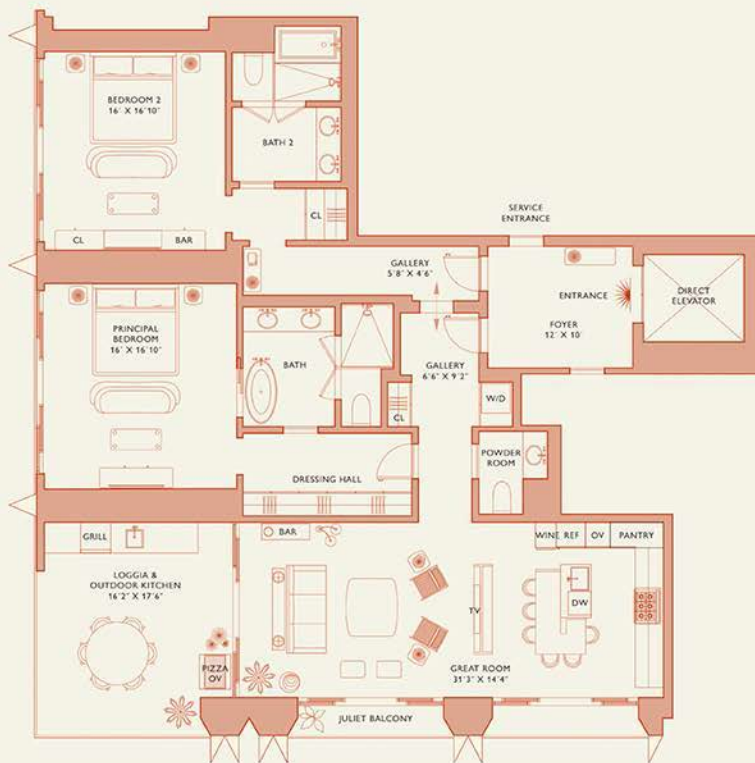 BEDROOM 2
16' X 16'10"
BATH 2
CL
CL
BAR
SERVICE
ENTRANCE
GALLERY
5'8" X 4'6"
ENTRANCE
DIRECT
ELEVATOR
FOYER
12' X 10'
PRINCIPAL
BEDROOM
16' X 16'10"
BATH
GALLERY
6'6" X 9'2"
CL
W/D
POWDER
ROOM
DRESSING HALL
GRILL
BAR
WINE
REF
OV
PANTRY
LOGGIA &
OUTDOOR KITCHEN
16'2" X 17'6"
TV
DW
PIZZA
OV
GREAT ROOM
31'3" X 14'4"
JULIET BALCONY